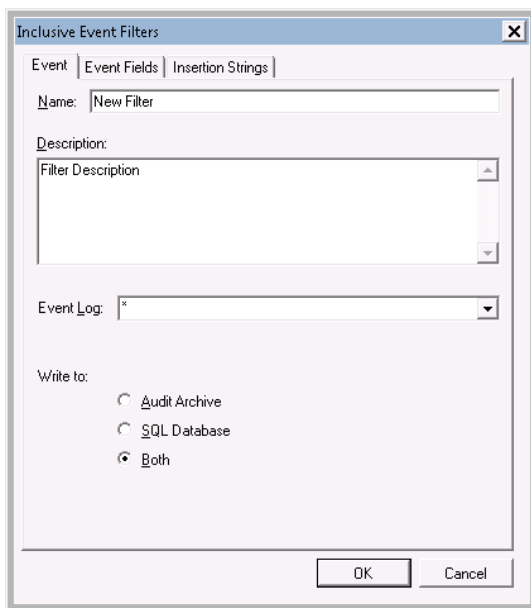 Inclusive Event Filters
Event Event Fields Insertion Strings
Name: New Filter
Description:
Filter Description
Event Log: *
Write to:
Audit Archive
SQL Database
Both
OK Cancel